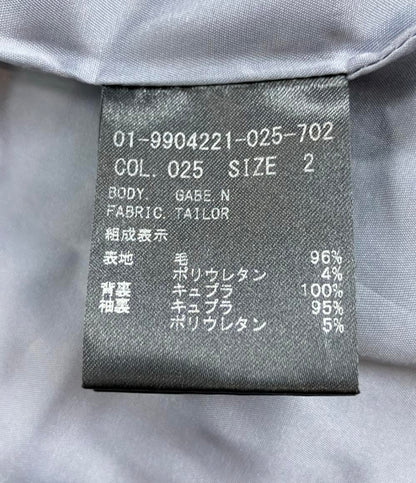 01-9904221-025-702
COL. 025 SIZE 2
BODY. GABE.N
FABRIC. TAILOR
組成表示
表地 毛 96%
ポリウレタン 4%
背裏 キュプラ 100%
袖裏 キュプラ 95%
ポリウレタン 5%